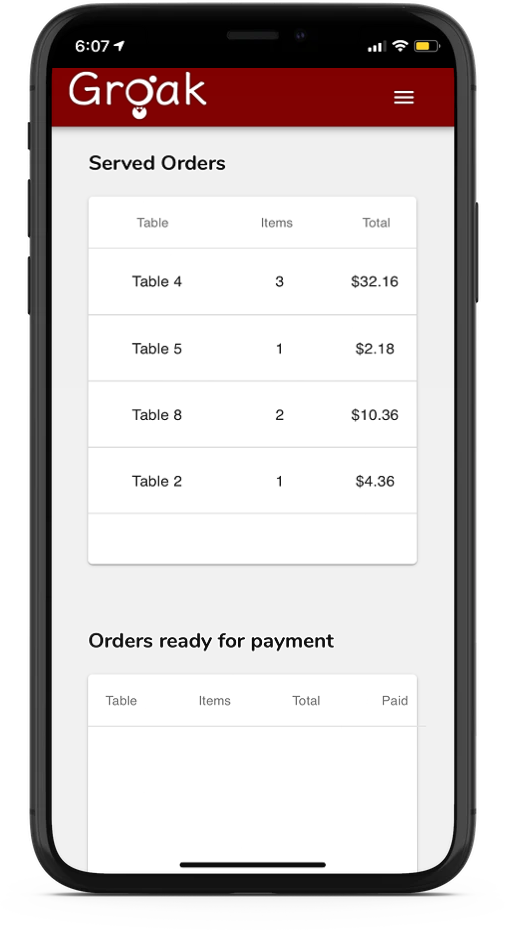 6:07
Groak
Served Orders
Table Items Total
Table 4 3 $32.16
Table 5 1 $2.18
Table 8 2 $10.36
Table 2 1 $4.36
Orders ready for payment
Table Items Total Paid